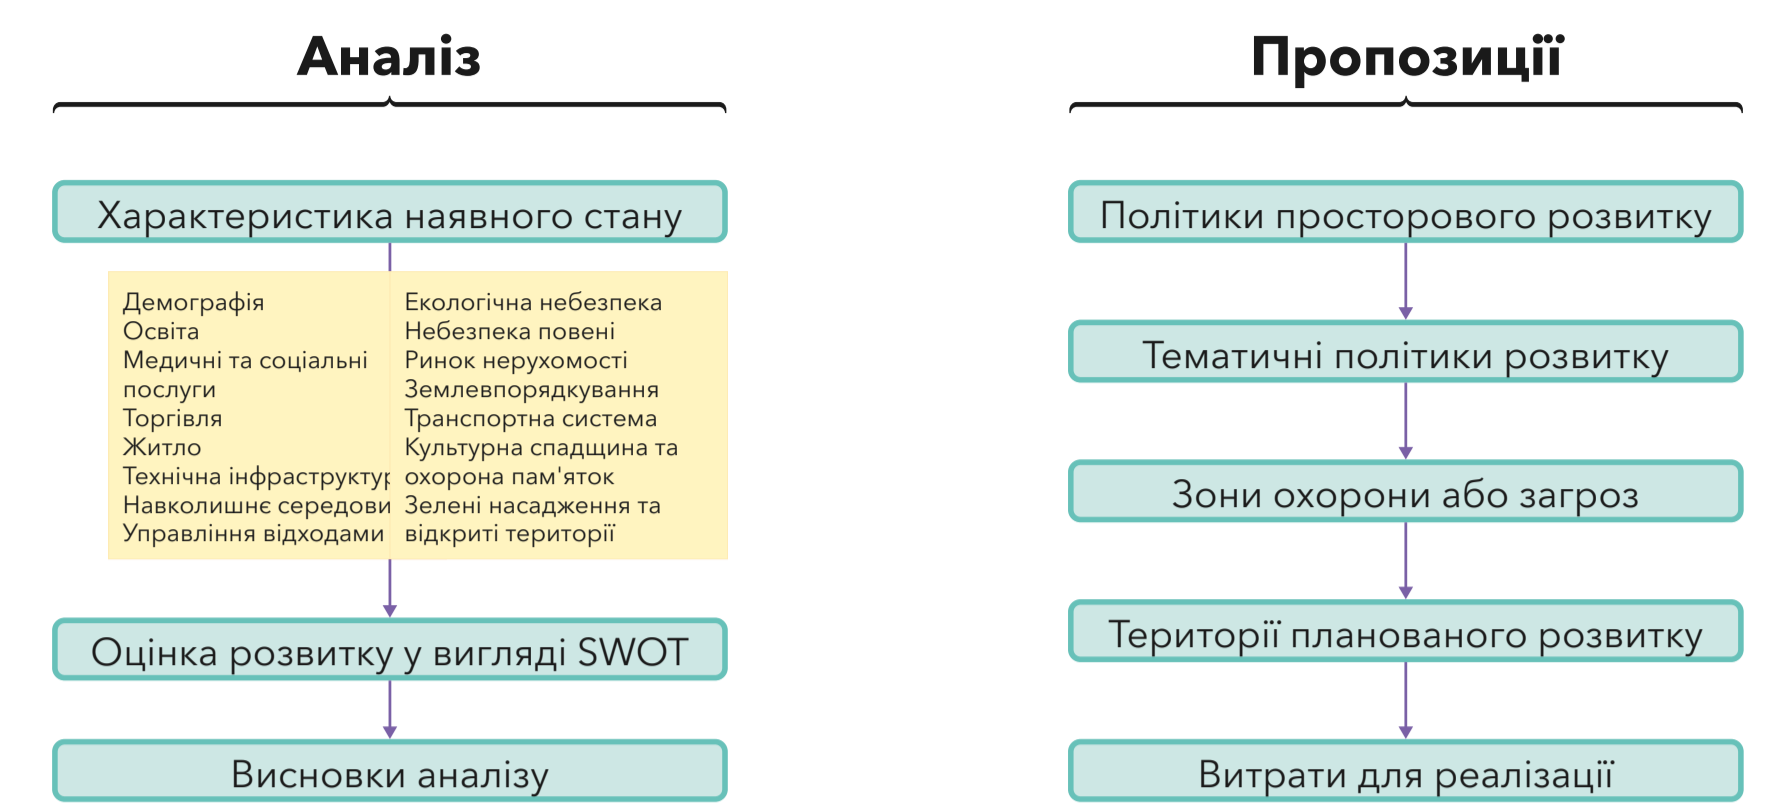 Аналіз
Характеристика наявного стану
Демографія
Освіта
Медичні та соціальні
послуги
Торгівля
Житло
Технічна інфраструктур
Навколишнє середови
Управління відходами
Екологічна небезпека
Небезпека повені
Ринок нерухомості
Землевпорядкування
Транспортна система
Культурна спадщина та
охорона пам'яток
Зелені насадження та
відкриті території
Оцінка розвитку у вигляді SWOT
Висновки аналізу
Пропозиції
Політики просторового розвитку
Тематичні політики розвитку
Зони охорони або загроз
Території планованого розвитку
Витрати для реалізації